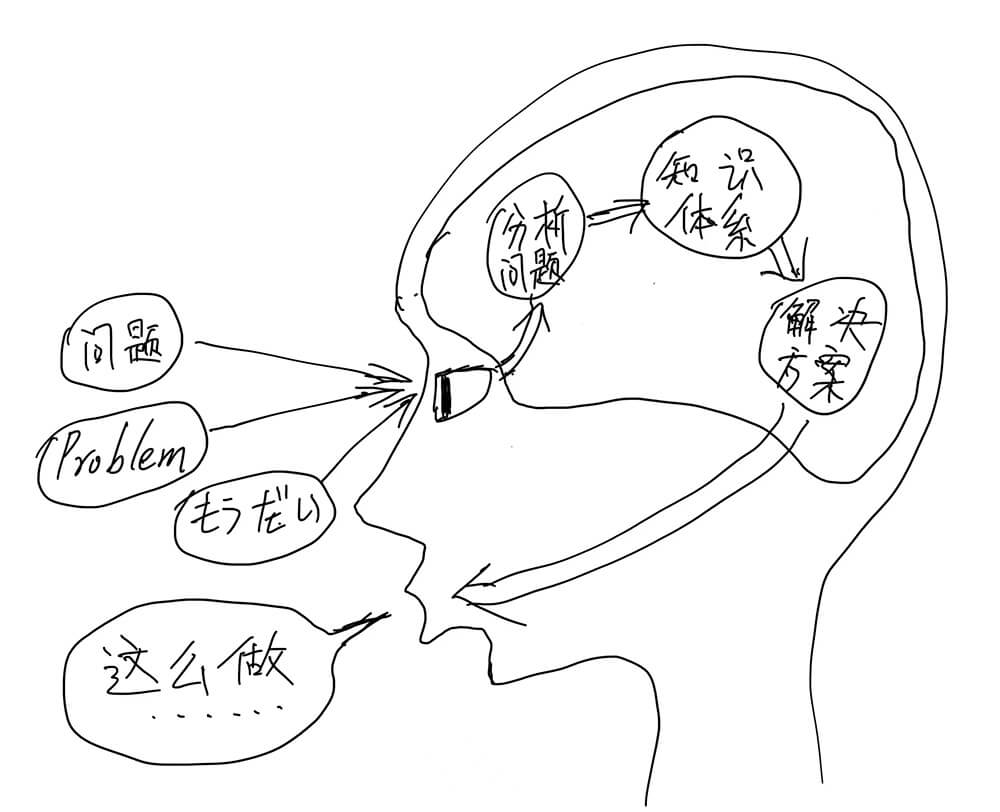 问题
Problem
もうだい
分析
问题
知识
体系
解决
方案
这么做
.......